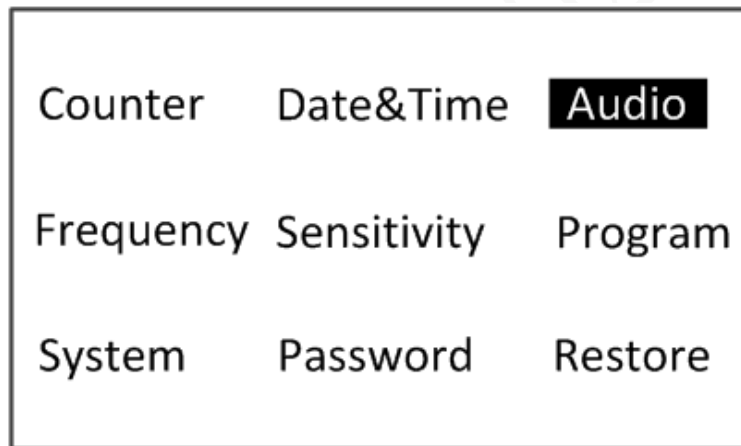 Counter Date&Time Audio
Frequency Sensitivity Program
System Password Restore